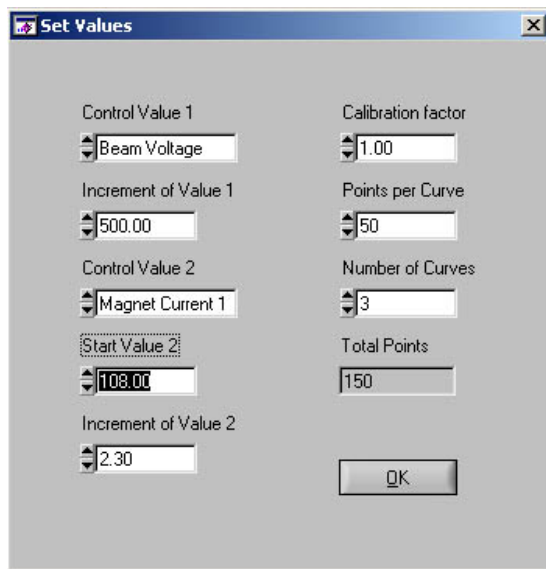 Set Values
Control Value 1
Beam Voltage
Increment of Value 1
500.00
Control Value 2
Magnet Current 1
Start Value 2
108.00
Increment of Value 2
2.30
Calibration factor
1.00
Points per Curve
50
Number of Curves
3
Total Points
150
OK